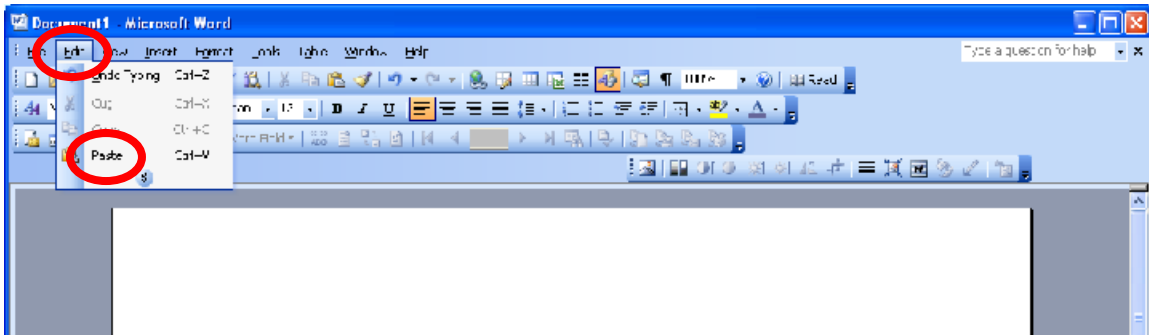 Document1 - Microsoft Word
Edit View Insert Format Tools Table Window Help Type a question for help
Undo Typing Ctrl+Z
Read
Cut Ctrl+X
12
Copy Ctrl+C
Paste Ctrl+V